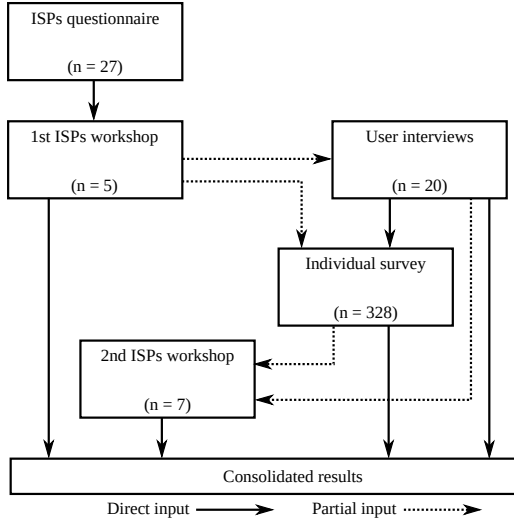 ISPs questionnaire
(n = 27)
1st ISPs workshop
(n = 5)
User interviews
(n = 20)
Individual survey
(n = 328)
2nd ISPs workshop
(n = 7)
Consolidated results
Direct input
Partial input